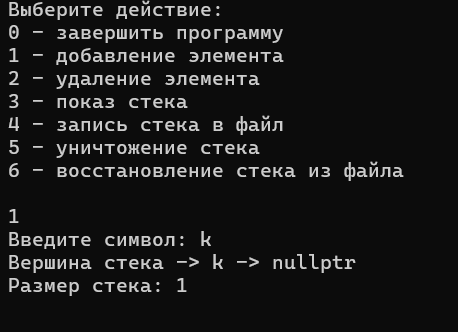 Выберите действие:
0 - завершить программу
1 - добавление элемента
2 - удаление элемента
3 - показ стека
4 - запись стека в файл
5 - уничтожение стека
6 - восстановление стека из файла
1
Введите символ: k
Вершина стека -> k -> nullptr
Размер стека: 1